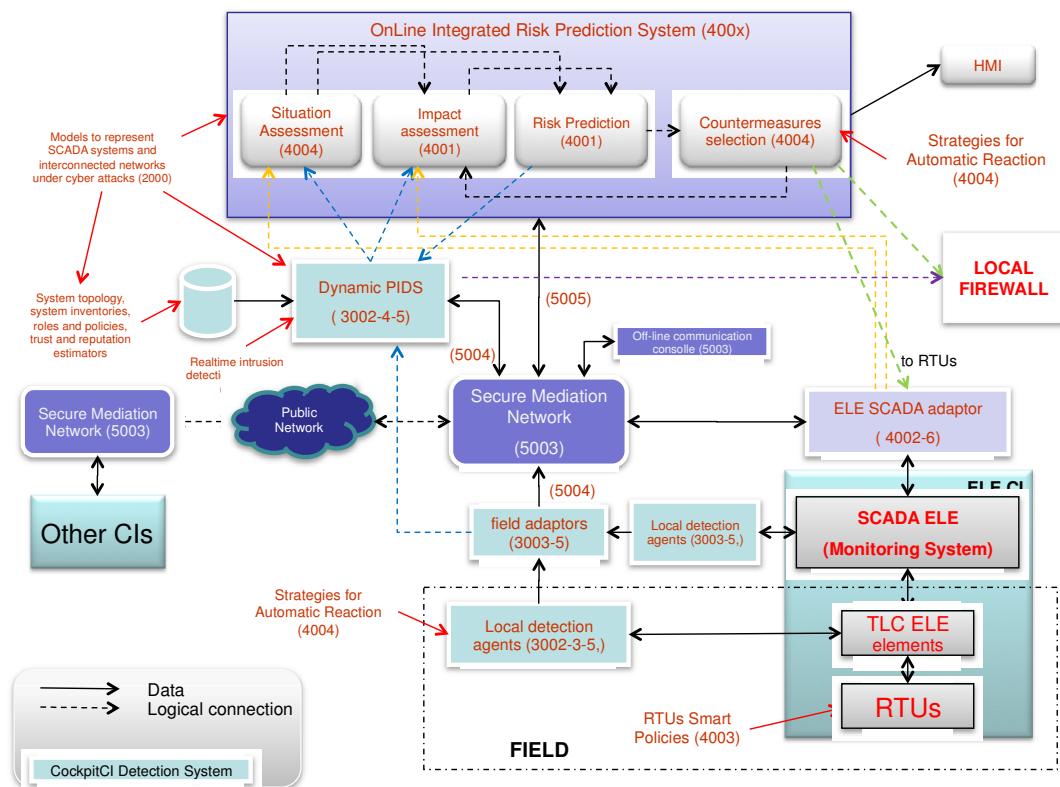 OnLine Integrated Risk Prediction System (400x)
HMI
Situation
Assessment
(4004)
Impact
assessment
(4001)
Risk Prediction
(4001)
Countermeasures
selection (4004)
Models to represent
SCADA systems and
interconnected networks
under cyber attacks (2000)
Strategies for
Automatic Reaction
(4004)
Dynamic PIDS
( 3002-4-5)
LOCAL
FIREWALL
System topology,
system inventories,
roles and policies,
trust and reputation
estimators
(5005)
Realtime intrusion
(5004)
Off-line communication
consolle (5003)
to RTUs
Secure Mediation
Network (5003)
Public
Network
Secure Mediation
Network
(5003)
ELE SCADA adaptor
( 4002-6)
(5004)
Other CIs
field adaptors
(3003-5)
Local detection
agents (3003-5,)
ELE CI
SCADA ELE
(Monitoring System)
Strategies for
Automatic Reaction
(4004)
Local detection
agents (3002-3-5,)
TLC ELE
elements
RTUs
RTUs Smart
Policies (4003)
FIELD
Data
Logical connection
CockpitCI Detection System